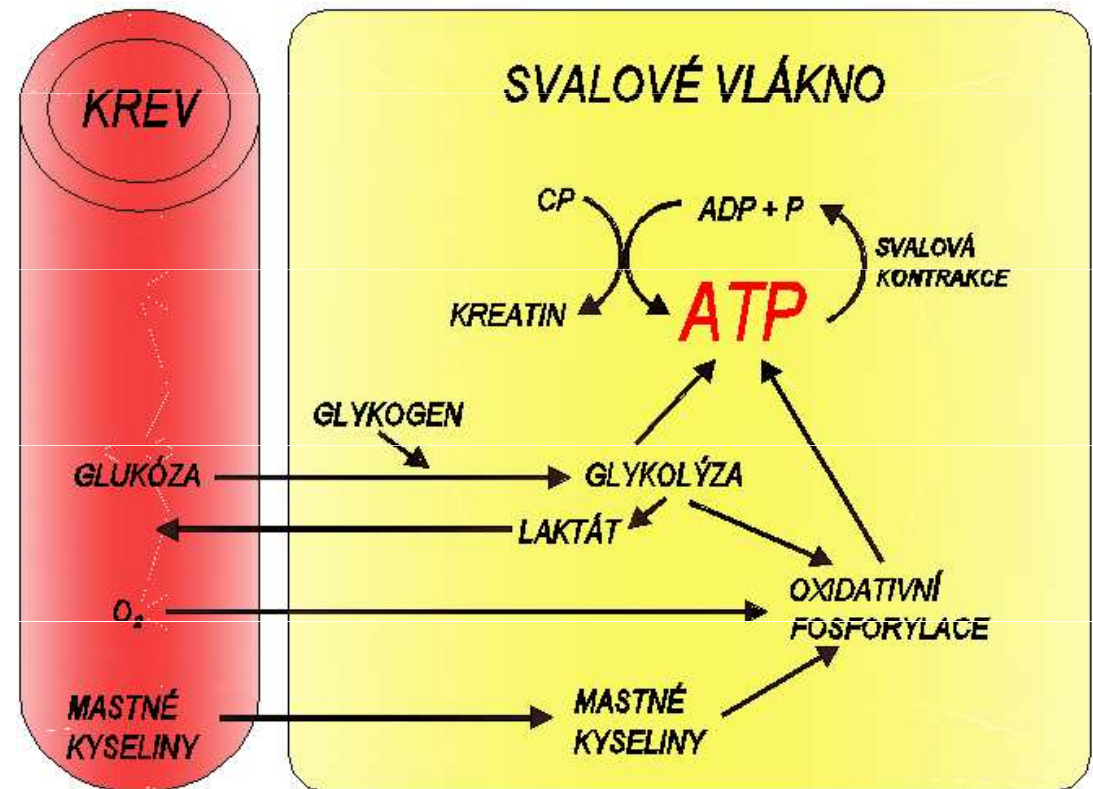 KREV
SVALOVÉ VLÁKNO
CP
ADP + P
SVALOVÁ
KONTRAKCE
KREATIN
ATP
GLYKOGEN
GLUKÓZA
GLYKOLÝZA
LAKTÁT
O₂
OXIDATIVNÍ
FOSFORYLACE
MASTNÉ
KYSELINY
MASTNÉ
KYSELINY